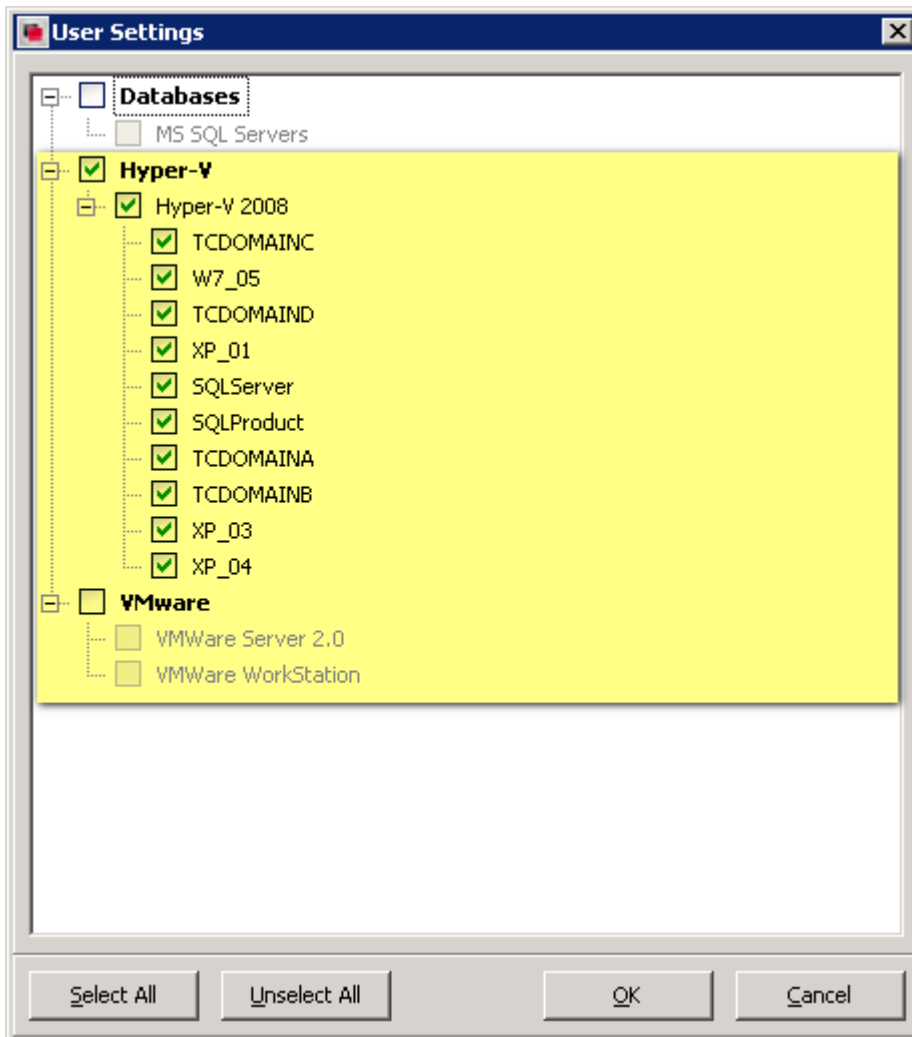 User Settings
Databases
MS SQL Servers
Hyper-V
Hyper-V 2008
TCDOMAINC
W7_05
TCDOMAIND
XP_01
SQLServer
SQLProduct
TCDOMAINA
TCDOMAINB
XP_03
XP_04
VMware
VMWare Server 2.0
VMWare WorkStation
Select All Unselect All OK Cancel